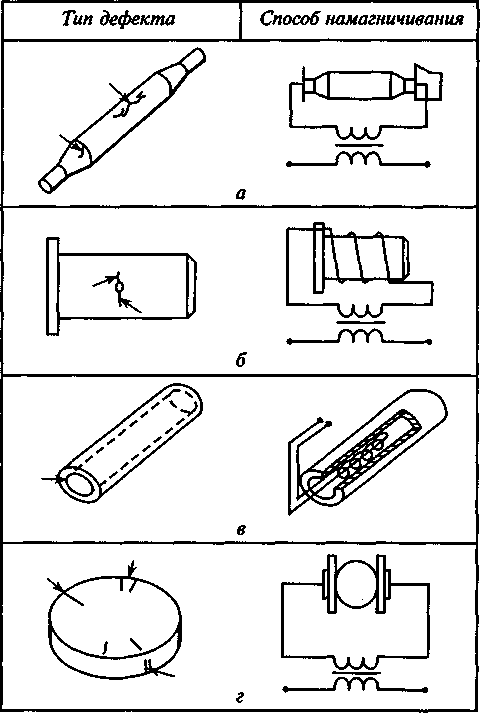 Тип дефекта
Способ намагничивания
а
б
в
г